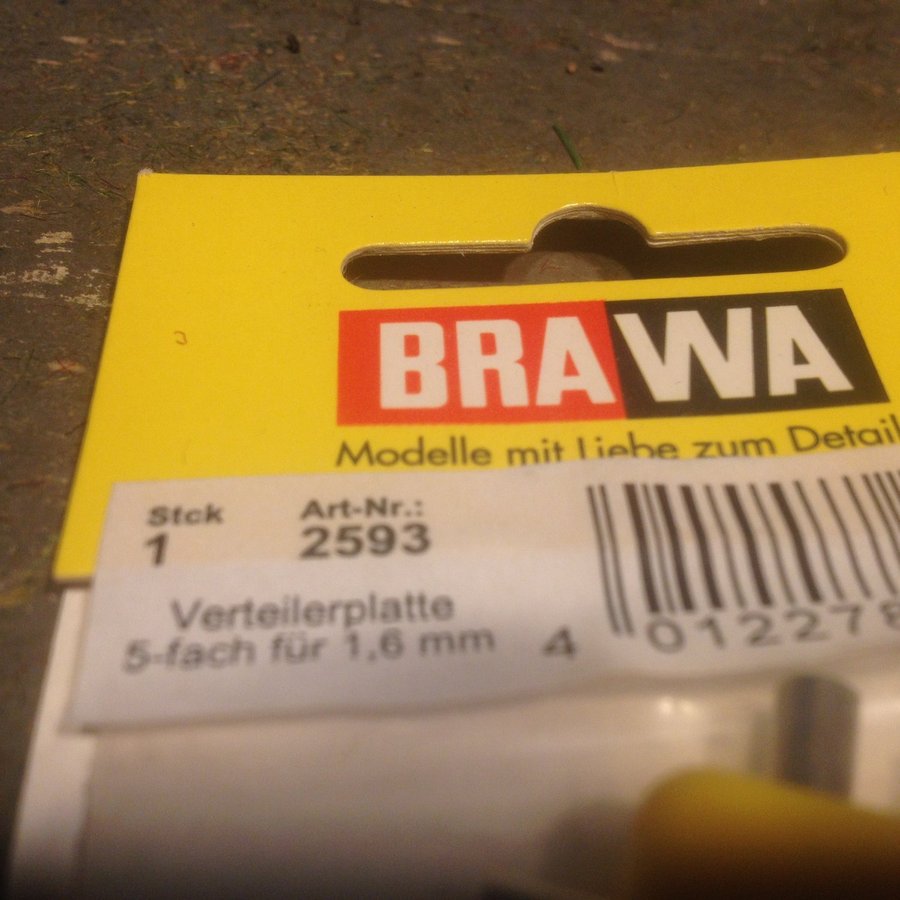 BRAWA
Modelle mit Liebe zum Detail
Stck Art-Nr.:
1 2593
Verteilerplatte
5-fach für 1,6 mm
4 012278